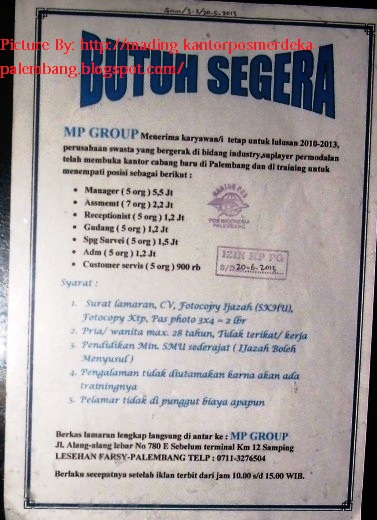 Picture By: http://mading kantorposmerdeka
palembang.blogspot.com/
BUTUH SEGERA
MP GROUP Menerima karyawan/i tetap untuk lulusan 2010-2013,
perusahaan swasta yang bergerak di bidang industry,suplayer permodalan
telah membuka kantor cabang baru di Palembang dan di training untuk
menempati posisi sebagai berikut :
• Manager ( 5 org ) 5,5 Jt
• Assment ( 7 org ) 2,2 Jt
• Receptionist ( 5 org ) 1,2 Jt
• Gudang ( 5 org ) 1,2 Jt
• Spg Survei ( 5 org ) 1,5 Jt
• Adm ( 5 org ) 1,2 Jt
• Customer servis ( 5 org ) 900 rb
KANTOR POS
POS INDONESIA
PALEMBANG
IZIN KP PG
S/D 20-6-2013
Syarat :
1. Surat lamaran, CV, Fotocopy Ijazah (SKHU),
Fotocopy Ktp, Pas photo 3x4 = 2 lbr
2. Pria/ wanita max. 28 tahun, Tidak terikat/ kerja
3. Pendidikan Min. SMU sederajat ( IJazah Boleh
Menyusul )
4. Pengalaman tidak diutamakan karna akan ada
trainingnya
5. Pelamar tidak di punggut biaya apapun
Berkas lamaran lengkap langsung di antar ke : MP GROUP
Jl. Alang-alang lebar No 780 E Sebelum terminal Km 12 Samping
LESEHAN FARSY-PALEMBANG TELP : 0711-3276504
Berlaku secepatnya setelah iklan terbit dari jam 10.00 s/d 15.00 WIB.